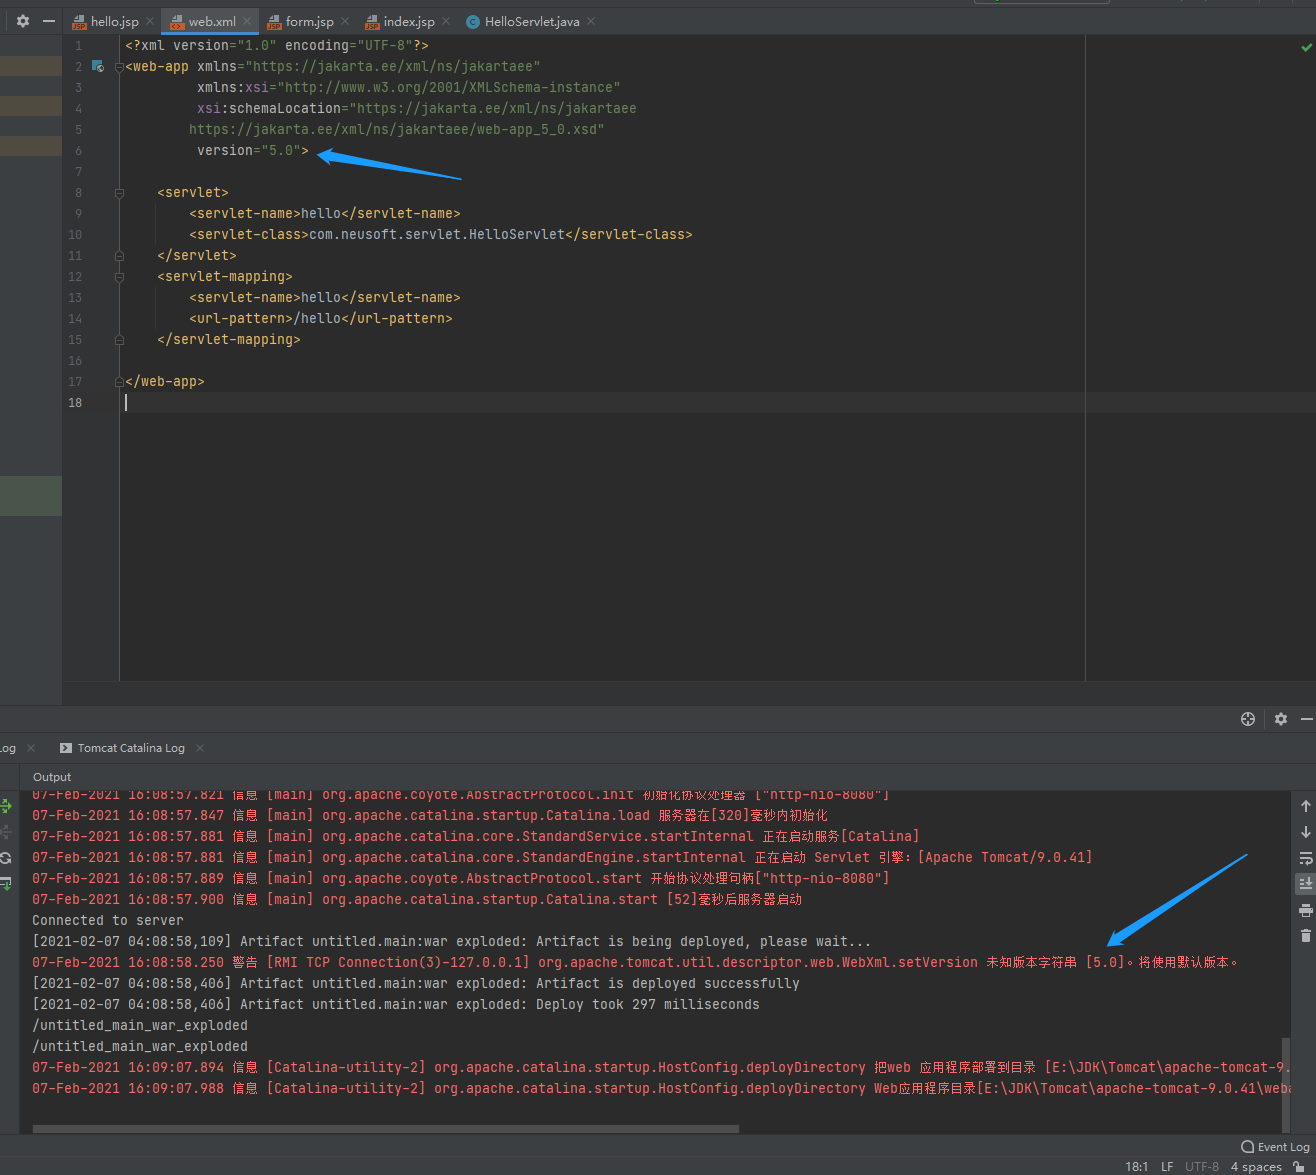 hello.jsp
web.xml
form.jsp
index.jsp
HelloServlet.java
1 <?xml version="1.0" encoding="UTF-8"?>
2 <web-app xmlns="https://jakarta.ee/xml/ns/jakartaee"
3 xmlns:xsi="http://www.w3.org/2001/XMLSchema-instance"
4 xsi:schemaLocation="https://jakarta.ee/xml/ns/jakartaee
5 https://jakarta.ee/xml/ns/jakartaee/web-app_5_0.xsd"
6 version="5.0">
7
8 <servlet>
9 <servlet-name>hello</servlet-name>
10 <servlet-class>com.neusoft.servlet.HelloServlet</servlet-class>
11 </servlet>
12 <servlet-mapping>
13 <servlet-name>hello</servlet-name>
14 <url-pattern>/hello</url-pattern>
15 </servlet-mapping>
16
17 </web-app>
18
og
Tomcat Catalina Log
Output
07-Feb-2021 16:08:57.821 信息 [main] org.apache.coyote.AbstractProtocol.init 初始化协议处理器 ["http-nio-8080"]
07-Feb-2021 16:08:57.847 信息 [main] org.apache.catalina.startup.Catalina.load 服务器在[320]毫秒内初始化
07-Feb-2021 16:08:57.881 信息 [main] org.apache.catalina.core.StandardService.startInternal 正在启动服务[Catalina]
07-Feb-2021 16:08:57.881 信息 [main] org.apache.catalina.core.StandardEngine.startInternal 正在启动 Servlet 引擎：[Apache Tomcat/9.0.41]
07-Feb-2021 16:08:57.889 信息 [main] org.apache.coyote.AbstractProtocol.start 开始协议处理句柄["http-nio-8080"]
07-Feb-2021 16:08:57.900 信息 [main] org.apache.catalina.startup.Catalina.start [52]毫秒后服务器启动
Connected to server
[2021-02-07 04:08:58,109] Artifact untitled.main:war exploded: Artifact is being deployed, please wait...
07-Feb-2021 16:08:58.250 警告 [RMI TCP Connection(3)-127.0.0.1] org.apache.tomcat.util.descriptor.web.WebXml.setVersion 未知版本字符串 [5.0]。将使用默认版本。
[2021-02-07 04:08:58,406] Artifact untitled.main:war exploded: Artifact is deployed successfully
[2021-02-07 04:08:58,406] Artifact untitled.main:war exploded: Deploy took 297 milliseconds
/untitled_main_war_exploded
/untitled_main_war_exploded
07-Feb-2021 16:09:07.894 信息 [Catalina-utility-2] org.apache.catalina.startup.HostConfig.deployDirectory 把web 应用程序部署到目录 [E:\JDK\Tomcat\apache-tomcat-9.
07-Feb-2021 16:09:07.988 信息 [Catalina-utility-2] org.apache.catalina.startup.HostConfig.deployDirectory Web应用程序目录[E:\JDK\Tomcat\apache-tomcat-9.0.41\weba
Event Log
18:1 LF UTF-8 4 spaces